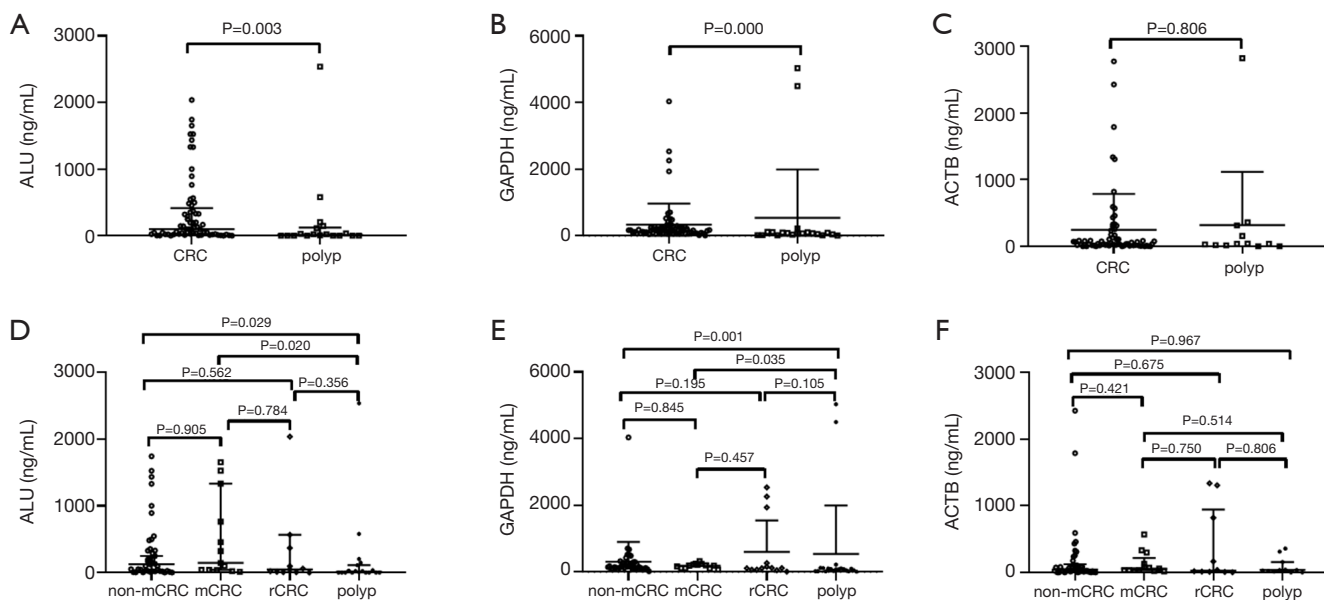 A
P=0.003
3000
2000
1000
0
ALU (ng/mL)
CRC
polyp
B
P=0.000
6000
4000
2000
0
GAPDH (ng/mL)
CRC
polyp
C
P=0.806
3000
2000
1000
0
ACTB (ng/mL)
CRC
polyp
D
P=0.029
P=0.020
P=0.562
P=0.356
P=0.784
P=0.905
3000
2000
1000
0
ALU (ng/mL)
non-mCRC
mCRC
rCRC
polyp
E
P=0.001
P=0.035
P=0.195
P=0.105
P=0.845
P=0.457
6000
4000
2000
0
GAPDH (ng/mL)
non-mCRC
mCRC
rCRC
polyp
F
P=0.967
P=0.675
P=0.421
P=0.514
P=0.750
P=0.806
3000
2000
1000
0
ACTB (ng/mL)
non-mCRC
mCRC
rCRC
polyp